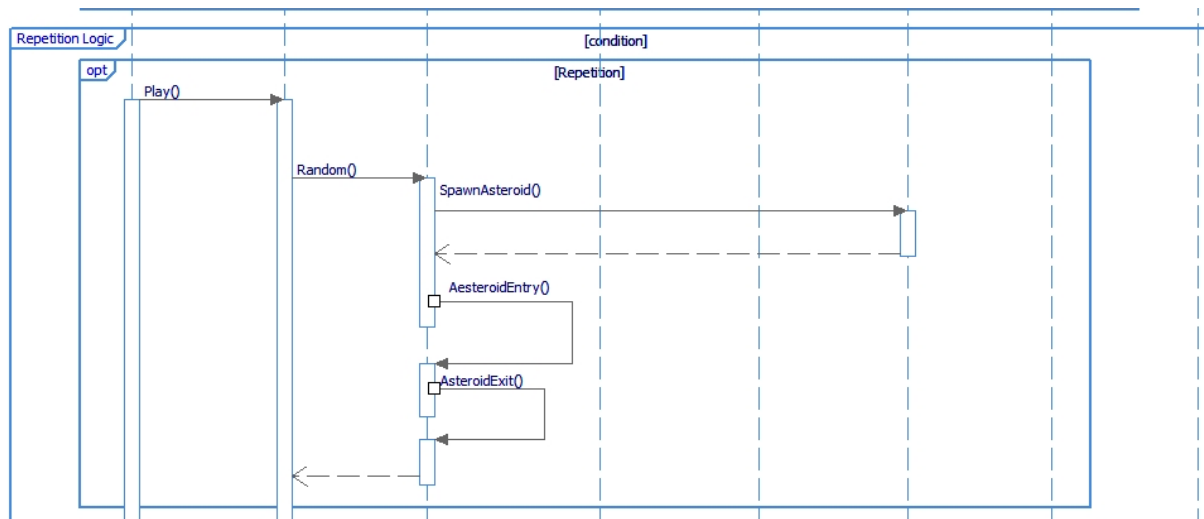 Repetition Logic
[condition]
opt
[Repetition]
Play()
Random()
SpawnAsteroid()
AesteroidEntry()
AsteroidExit()